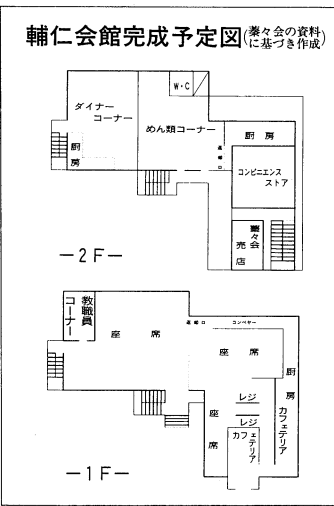 輔仁会館完成予定図(蓁々会の資料に基づき作成)
W・C
ダイナーコーナー
めん類コーナー
厨房
厨房
返却口
コンビニエンスストア
蓁々会売店
－2F－
教職員コーナー
座席
返却口
コンベヤー
座席
厨房
レジ
レジ
座席
カフェテリア
カフェテリア
－1F－